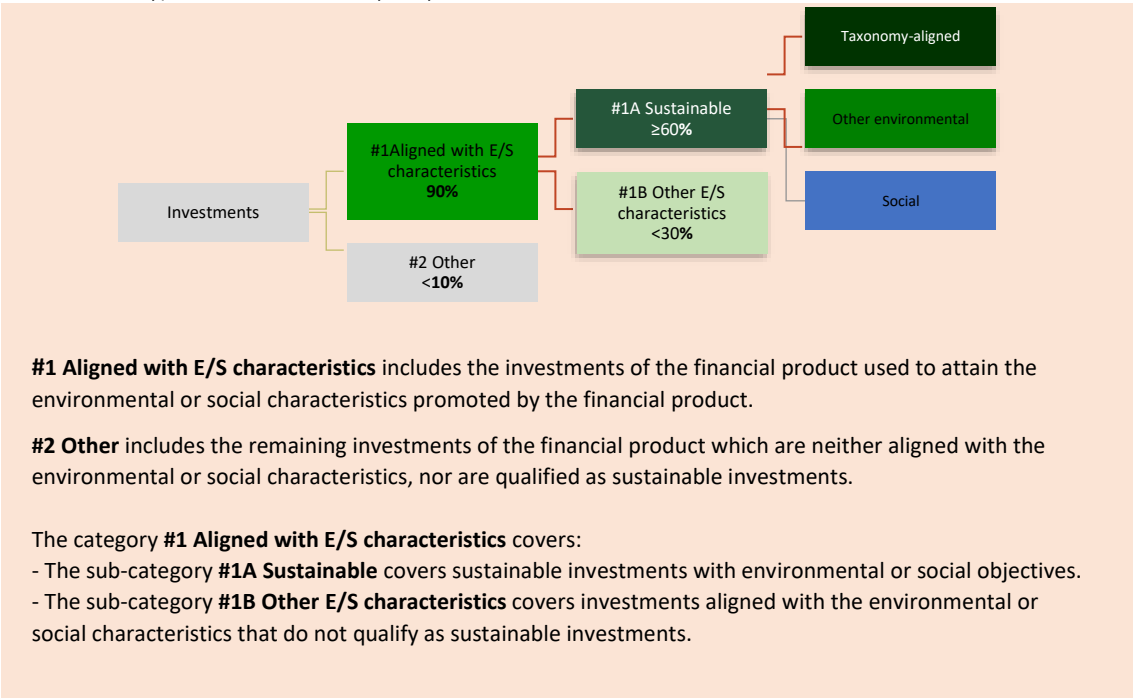 Taxonomy-aligned
#1A Sustainable
≥60%
Other environmental
#1Aligned with E/S
characteristics
90%
#1B Other E/S
characteristics
<30%
Social
Investments
#2 Other
<10%
#1 Aligned with E/S characteristics includes the investments of the financial product used to attain the
environmental or social characteristics promoted by the financial product.
#2 Other includes the remaining investments of the financial product which are neither aligned with the
environmental or social characteristics, nor are qualified as sustainable investments.
The category #1 Aligned with E/S characteristics covers:
- The sub-category #1A Sustainable covers sustainable investments with environmental or social objectives.
- The sub-category #1B Other E/S characteristics covers investments aligned with the environmental or
social characteristics that do not qualify as sustainable investments.